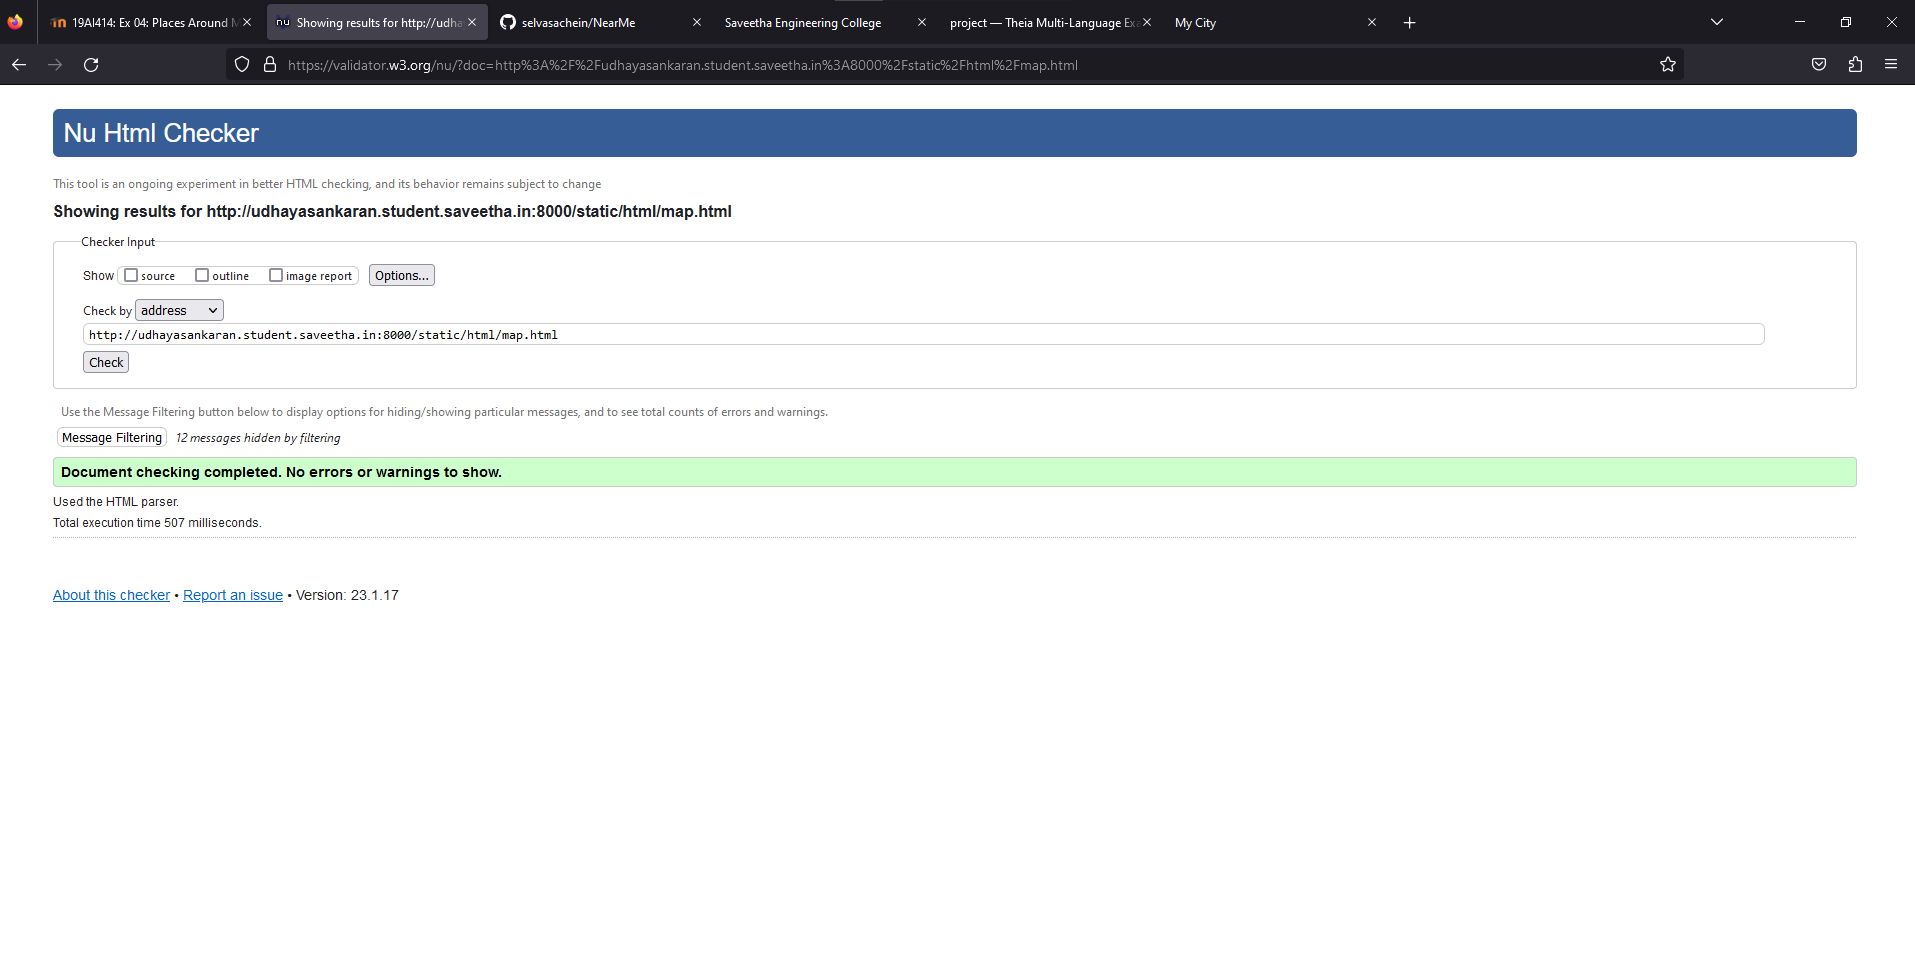 19AI414: Ex 04: Places Around M
nu Showing results for http://udha
selvasachein/NearMe
Saveetha Engineering College
project — Theia Multi-Language Exa
My City
https://validator.w3.org/nu/?doc=http%3A%2F%2Fudhayasankaran.student.saveetha.in%3A8000%2Fstatic%2Fhtml%2Fmap.html
Nu Html Checker
This tool is an ongoing experiment in better HTML checking, and its behavior remains subject to change
Showing results for http://udhayasankaran.student.saveetha.in:8000/static/html/map.html
Checker Input
Show source outline image report Options...
Check by address
http://udhayasankaran.student.saveetha.in:8000/static/html/map.html
Check
Use the Message Filtering button below to display options for hiding/showing particular messages, and to see total counts of errors and warnings.
Message Filtering 12 messages hidden by filtering
Document checking completed. No errors or warnings to show.
Used the HTML parser.
Total execution time 507 milliseconds.
About this checker • Report an issue • Version: 23.1.17